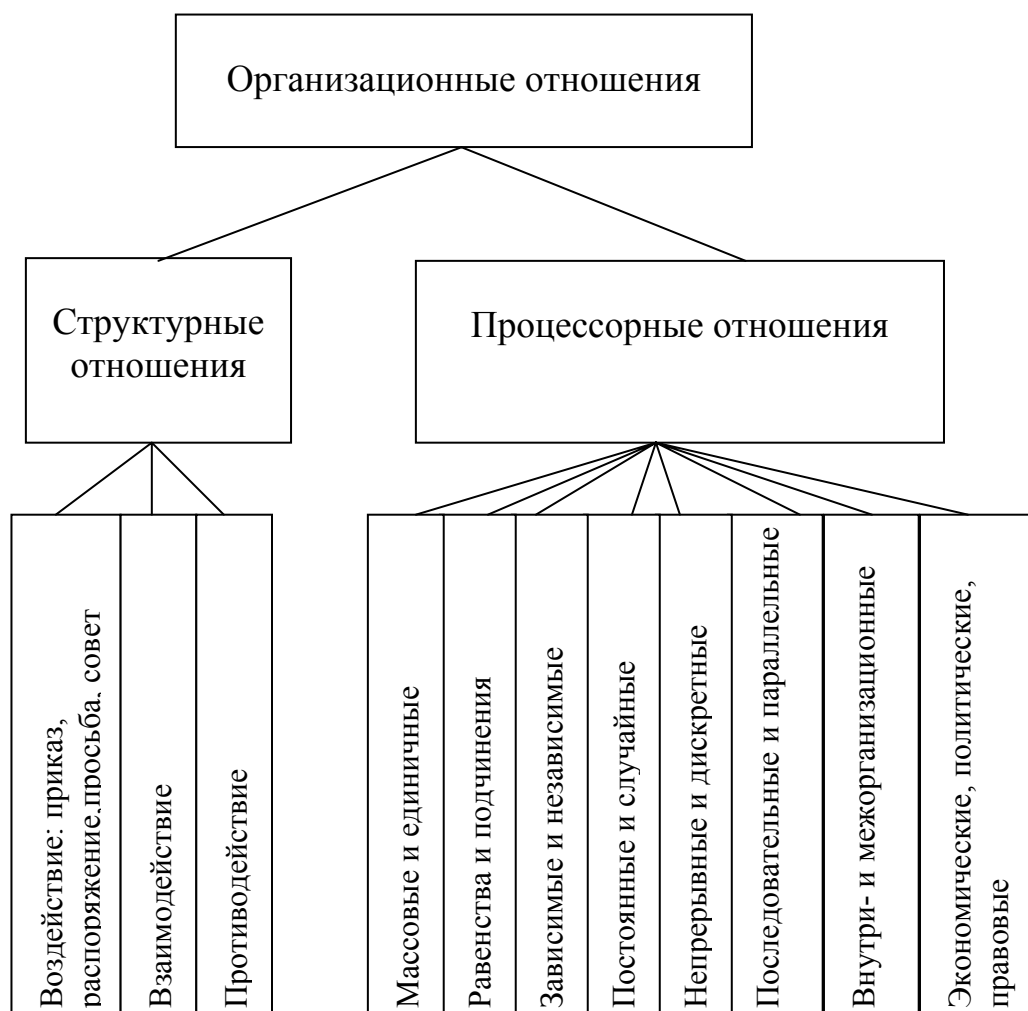 Организационные отношения
Структурные
отношения
Процессорные отношения
Воздействие: приказ,
распоряжение,просьба, совет
Взаимодействие
Противодействие
Массовые и единичные
Равенства и подчинения
Зависимые и независимые
Постоянные и случайные
Непрерывные и дискретные
Последовательные и параллельные
Внутри- и межорганизационные
Экономические, политические,
правовые